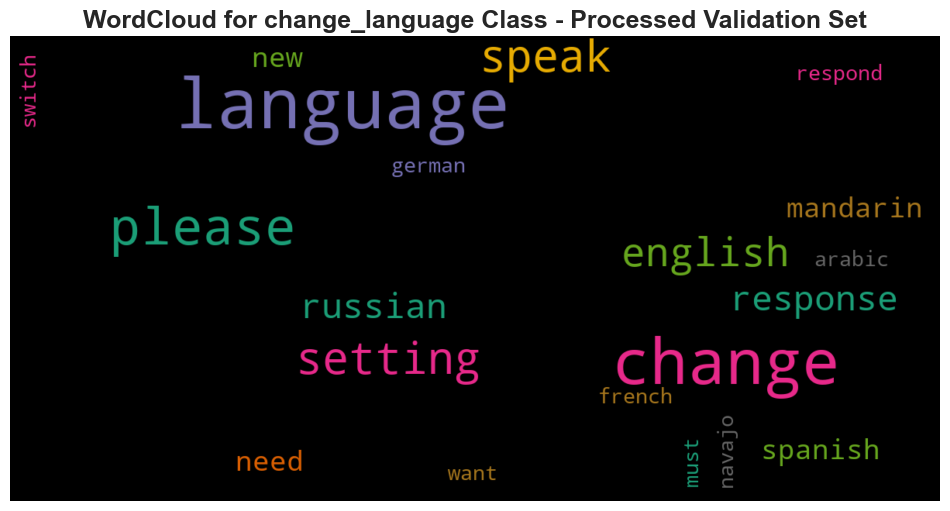 WordCloud for change_language Class - Processed Validation Set
switch
new
speak
respond
language
german
please
mandarin
english
arabic
russian
response
setting
change
french
need
want
must
navajo
spanish